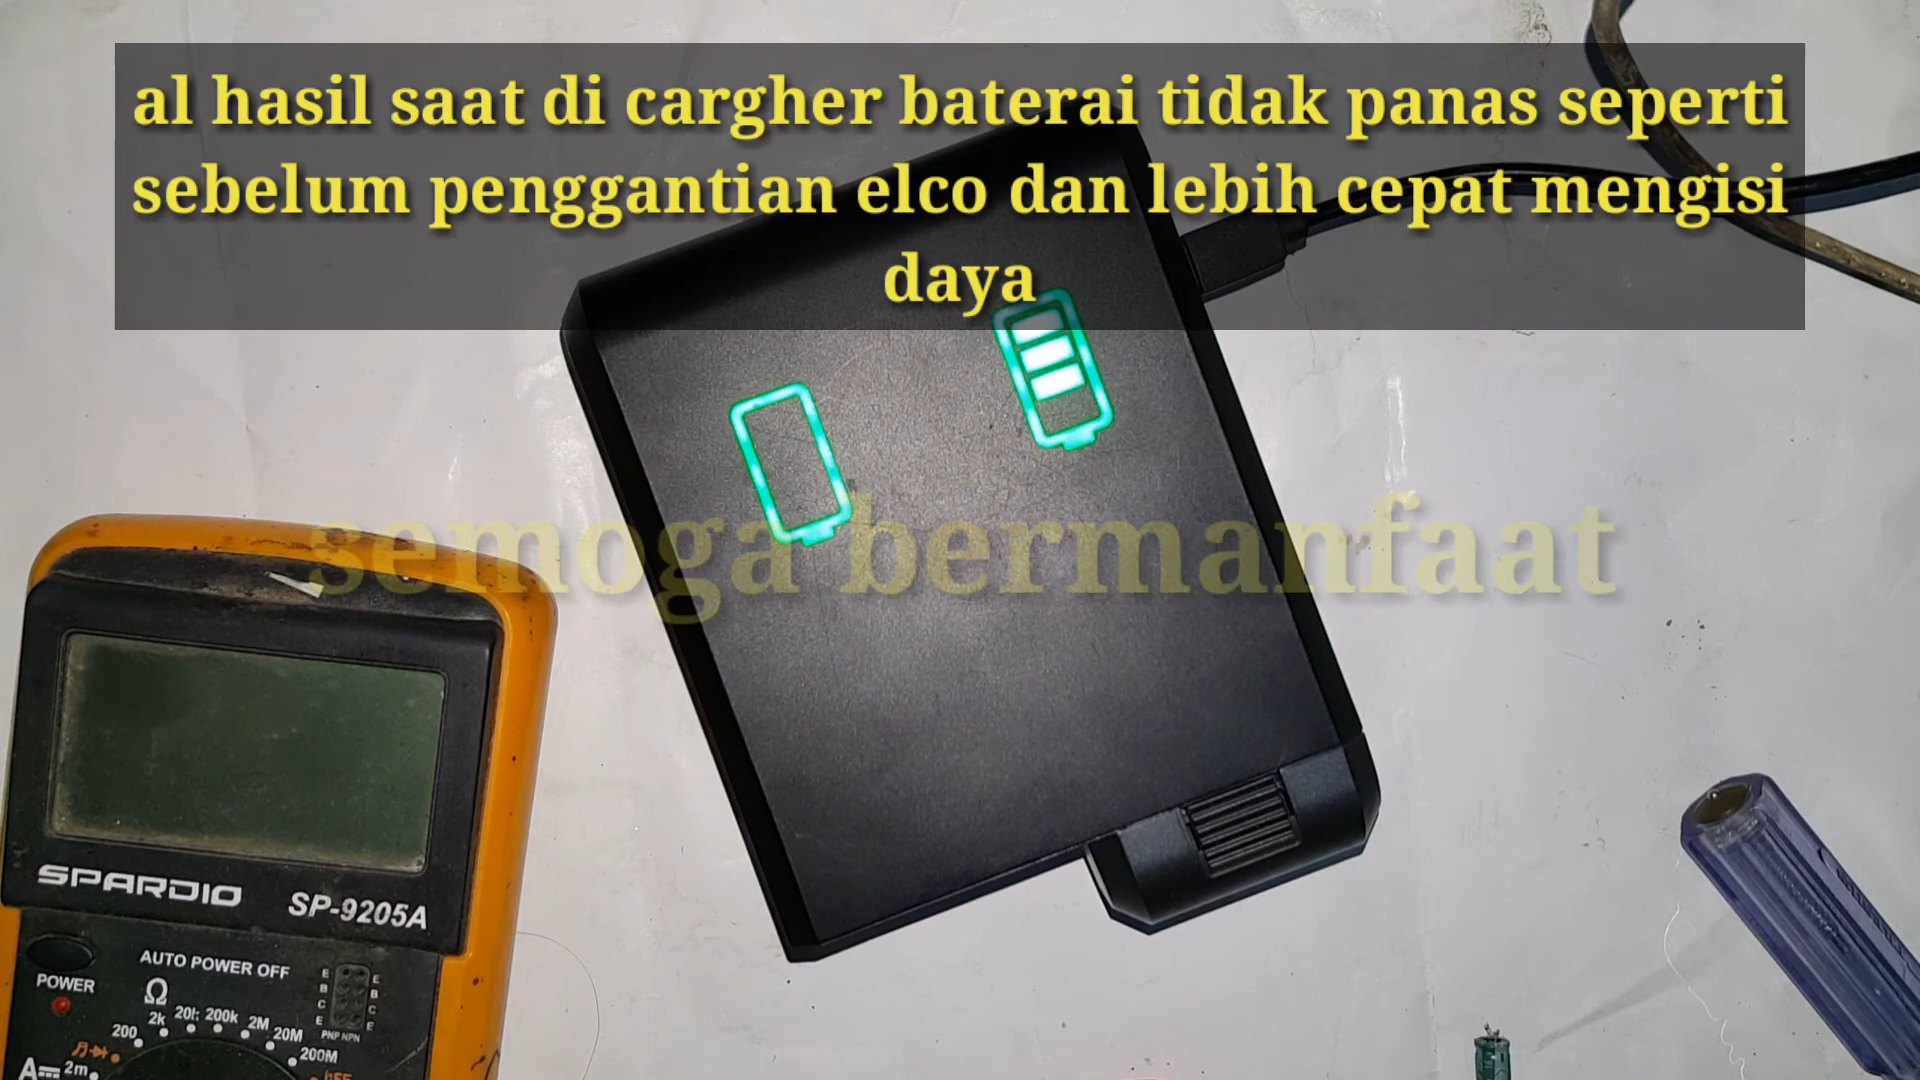 al hasil saat di cargher baterai tidak panas seperti
sebelum penggantian elco dan lebih cepat mengisi
daya
semoga bermanfaat
SPARDIO
SP-9205A
AUTO POWER OFF
POWER
Ω
200 2k 200k 2M 20M 200M
E B C E
E B C E
PNP NPN
A 2m
hFE